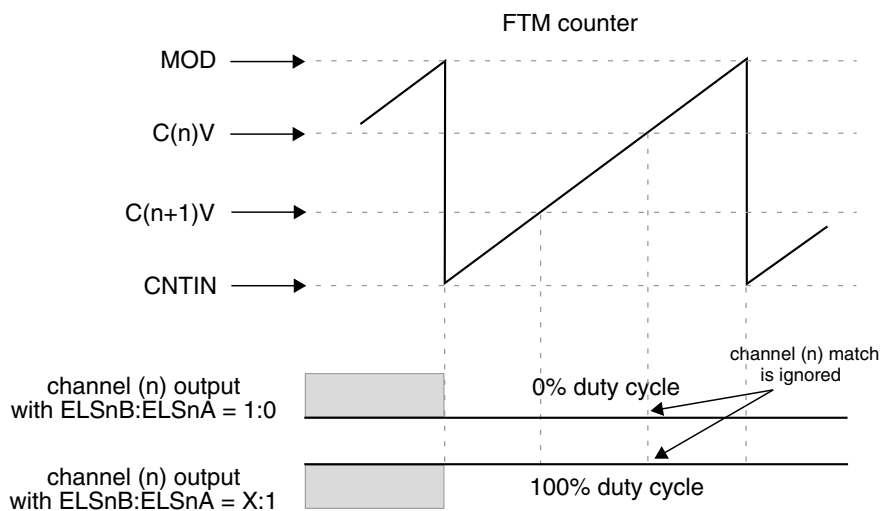 FTM counter
MOD
C(n)V
C(n+1)V
CNTIN
channel (n) match
is ignored
channel (n) output
with ELSnB:ELSnA = 1:0
0% duty cycle
channel (n) output
with ELSnB:ELSnA = X:1
100% duty cycle